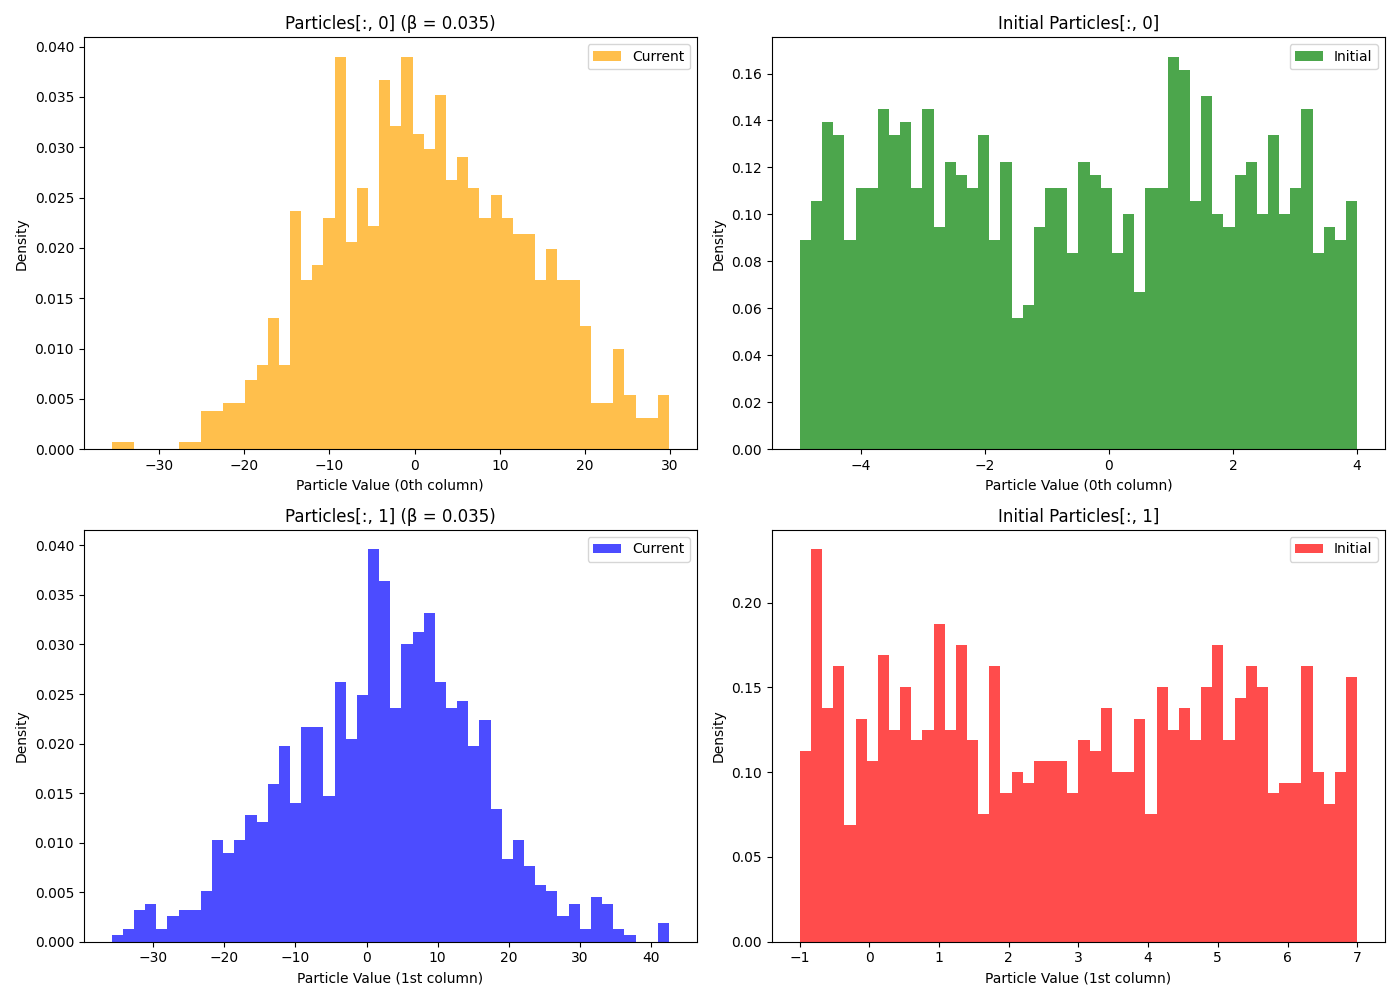 Particles[:, 0] (β = 0.035)
Density
0.040
0.035
0.030
0.025
0.020
0.015
0.010
0.005
0.000
Current
−30 −20 −10 0 10 20 30
Particle Value (0th column)
Initial Particles[:, 0]
Density
0.16
0.14
0.12
0.10
0.08
0.06
0.04
0.02
0.00
Initial
−4 −2 0 2 4
Particle Value (0th column)
Particles[:, 1] (β = 0.035)
Density
0.040
0.035
0.030
0.025
0.020
0.015
0.010
0.005
0.000
Current
−30 −20 −10 0 10 20 30 40
Particle Value (1st column)
Initial Particles[:, 1]
Density
0.20
0.15
0.10
0.05
0.00
Initial
−1 0 1 2 3 4 5 6 7
Particle Value (1st column)